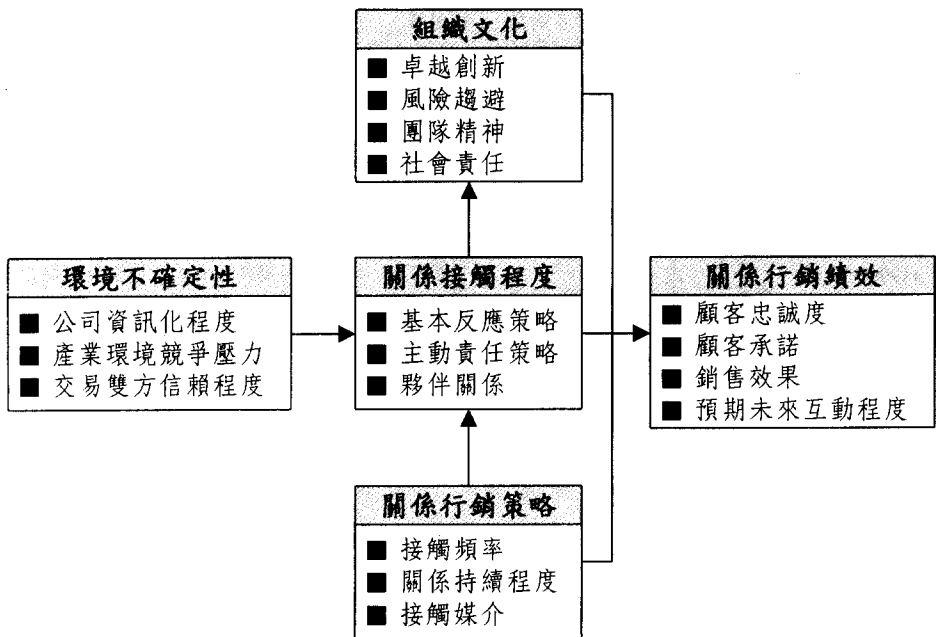 組織文化
■ 卓越創新
■ 風險趨避
■ 團隊精神
■ 社會責任
環境不確定性
■ 公司資訊化程度
■ 產業環境競爭壓力
■ 交易雙方信賴程度
關係接觸程度
■ 基本反應策略
■ 主動責任策略
■ 夥伴關係
關係行銷績效
■ 顧客忠誠度
■ 顧客承諾
■ 銷售效果
■ 預期未來互動程度
關係行銷策略
■ 接觸頻率
■ 關係持續程度
■ 接觸媒介